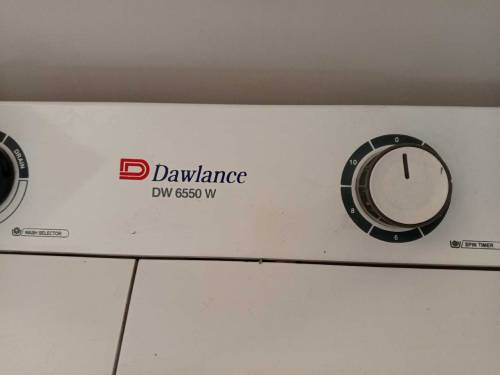 DRAIN
WASH SELECTOR
Dawlance
DW 6550 W
0
10
8
6
SPIN TIMER